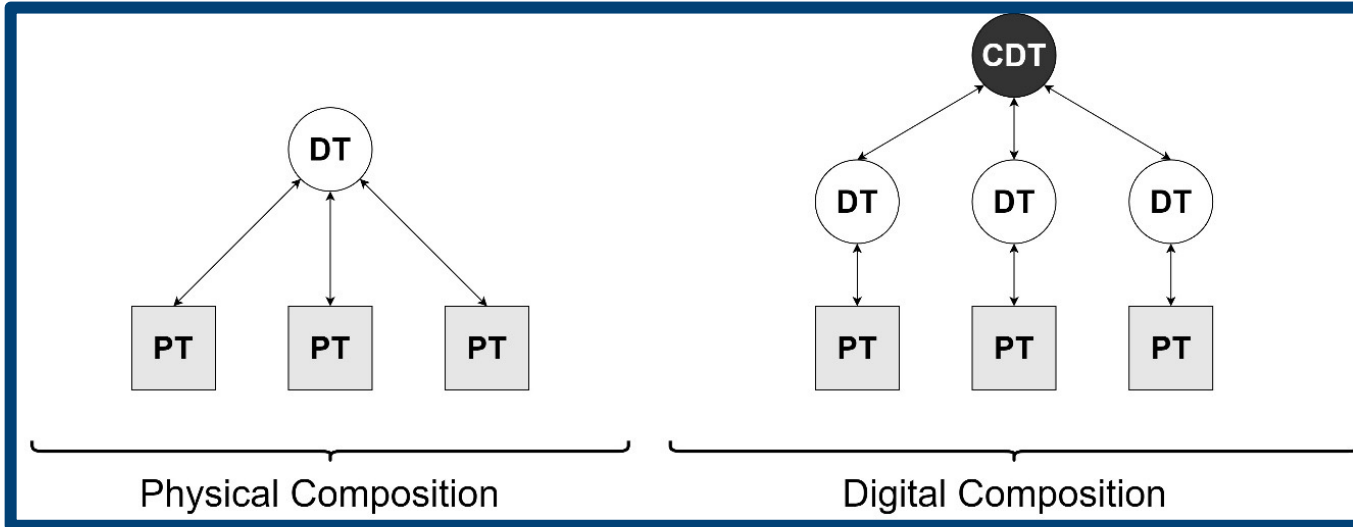 CDT
DT
DT DT DT
PT PT PT
PT PT PT
Physical Composition
Digital Composition